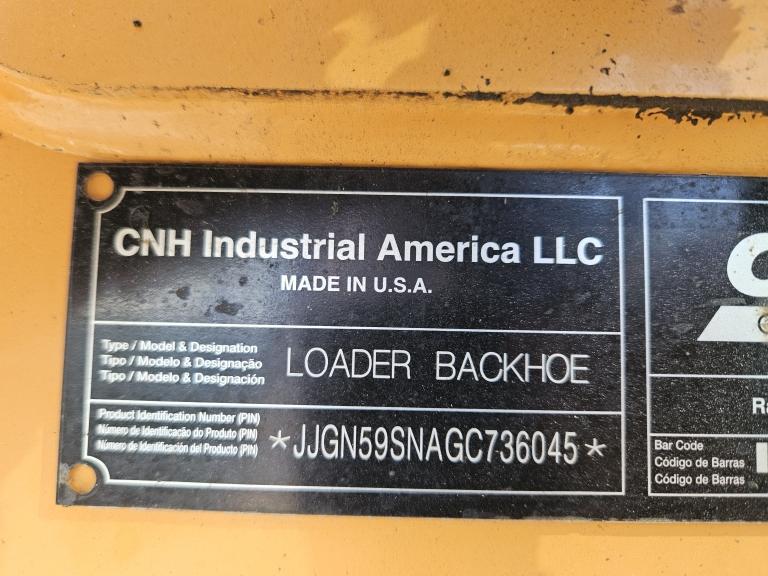 CNH Industrial America LLC
MADE IN U.S.A.
Type / Model & Designation
Tipo / Modelo & Designação
Tipo / Modelo & Designación
LOADER BACKHOE
Product Identification Number (PIN)
Número de Identificação do Produto (PIN)
Número de Identificación del Producto (PIN)
*JJGN59SNAGC736045*
Bar Code
Código de Barras
Código de Barras